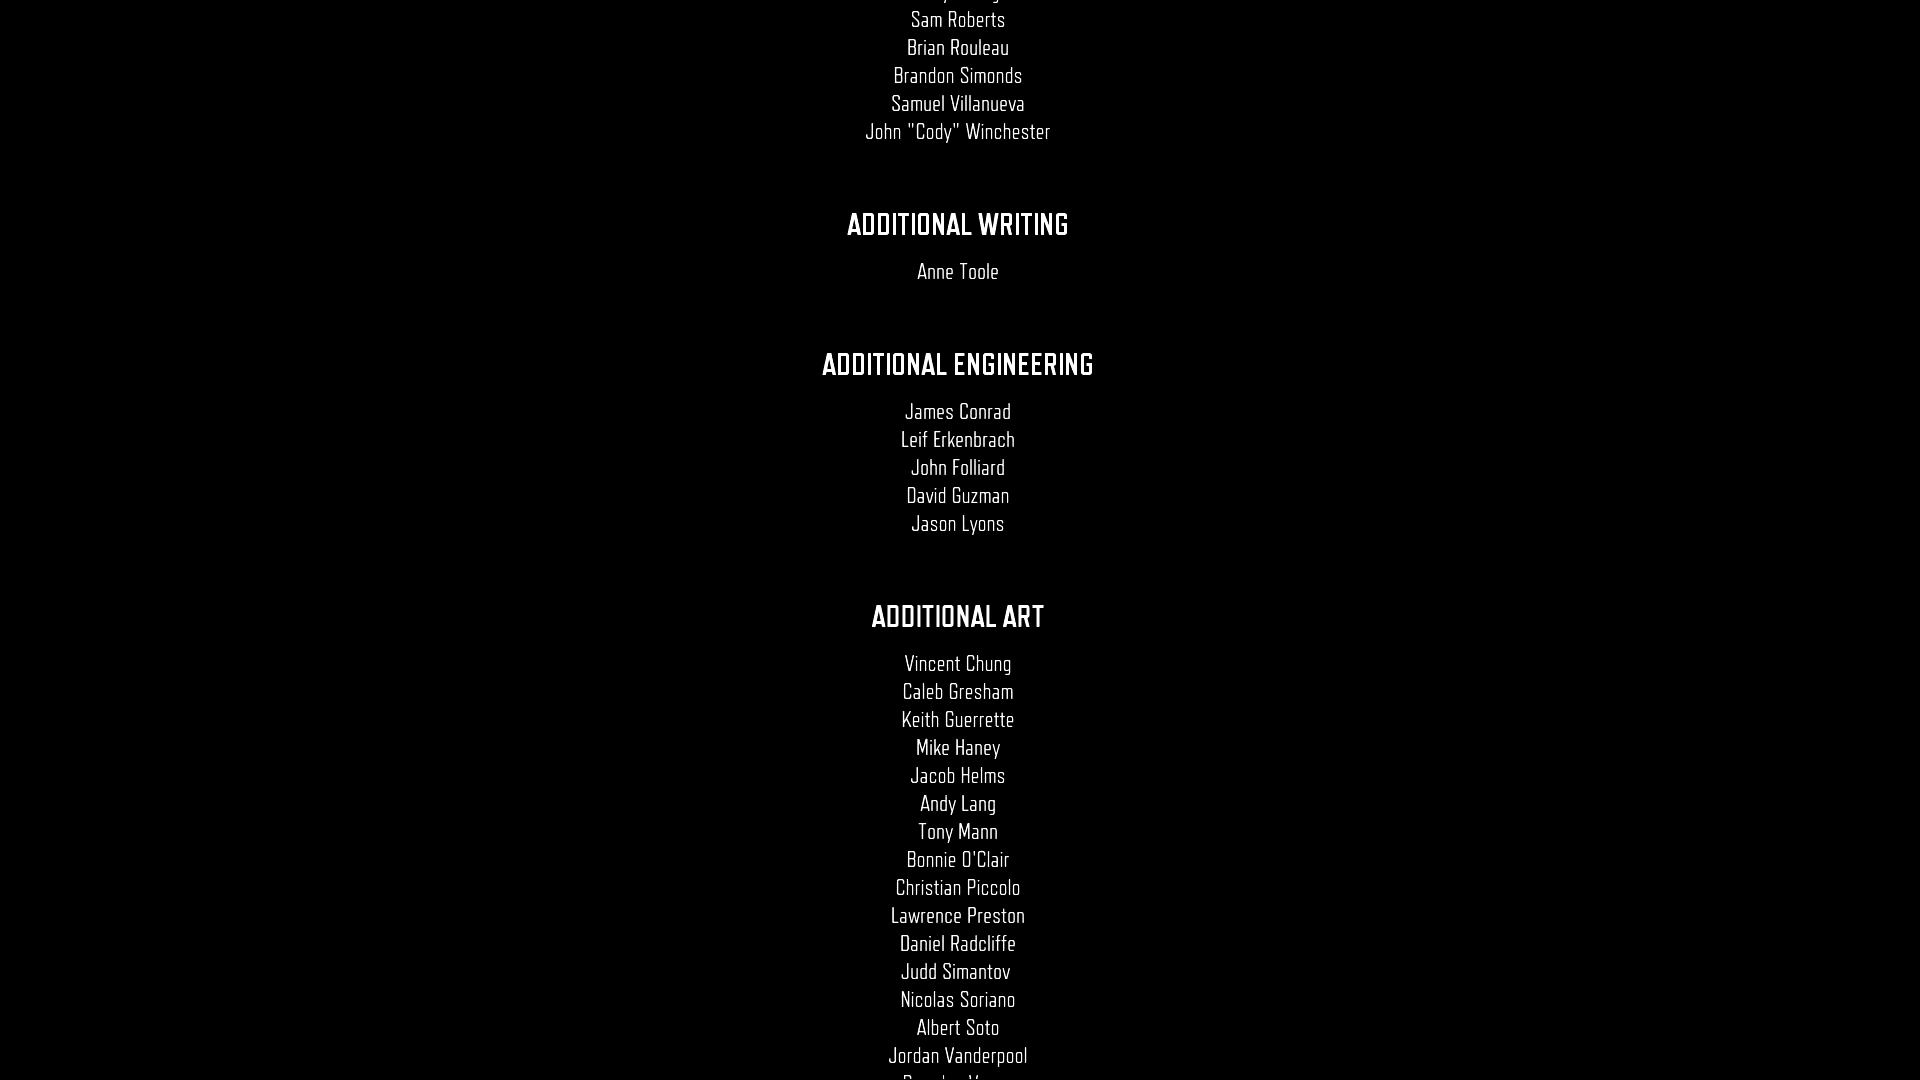 Sam Roberts
Brian Rouleau
Brandon Simonds
Samuel Villanueva
John "Cody" Winchester
ADDITIONAL WRITING
Anne Toole
ADDITIONAL ENGINEERING
James Conrad
Leif Erkenbrach
John Folliard
David Guzman
Jason Lyons
ADDITIONAL ART
Vincent Chung
Caleb Gresham
Keith Guerrette
Mike Haney
Jacob Helms
Andy Lang
Tony Mann
Bonnie O'Clair
Christian Piccolo
Lawrence Preston
Daniel Radcliffe
Judd Simantov
Nicolas Soriano
Albert Soto
Jordan Vanderpool